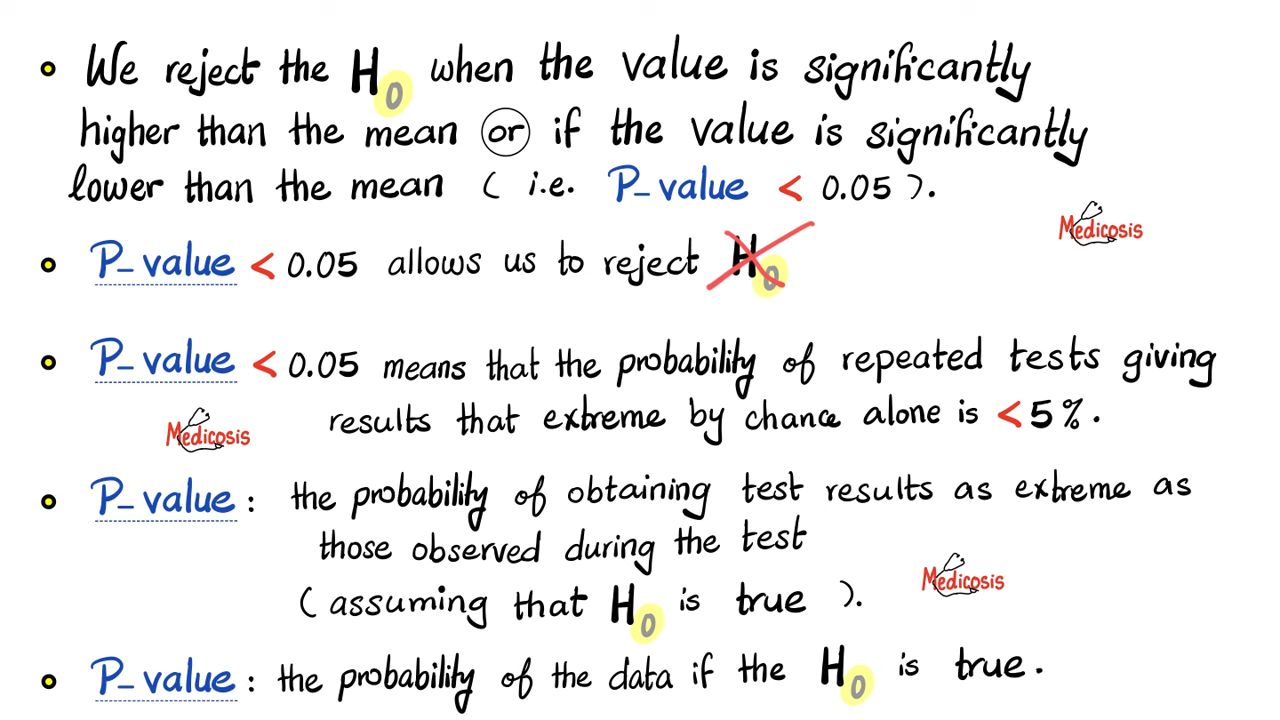 We reject the H0 when the value is significantly
higher than the mean or if the value is significantly
lower than the mean ( i.e. P-value < 0.05 ).
Medicosis
P-value < 0.05 allows us to reject H0
P-value < 0.05 means that the probability of repeated tests giving
results that extreme by chance alone is < 5%.
Medicosis
P-value : the probability of obtaining test results as extreme as
those observed during the test
(assuming that H0 is true ).
Medicosis
P-value : the probability of the data if the H0 is true.